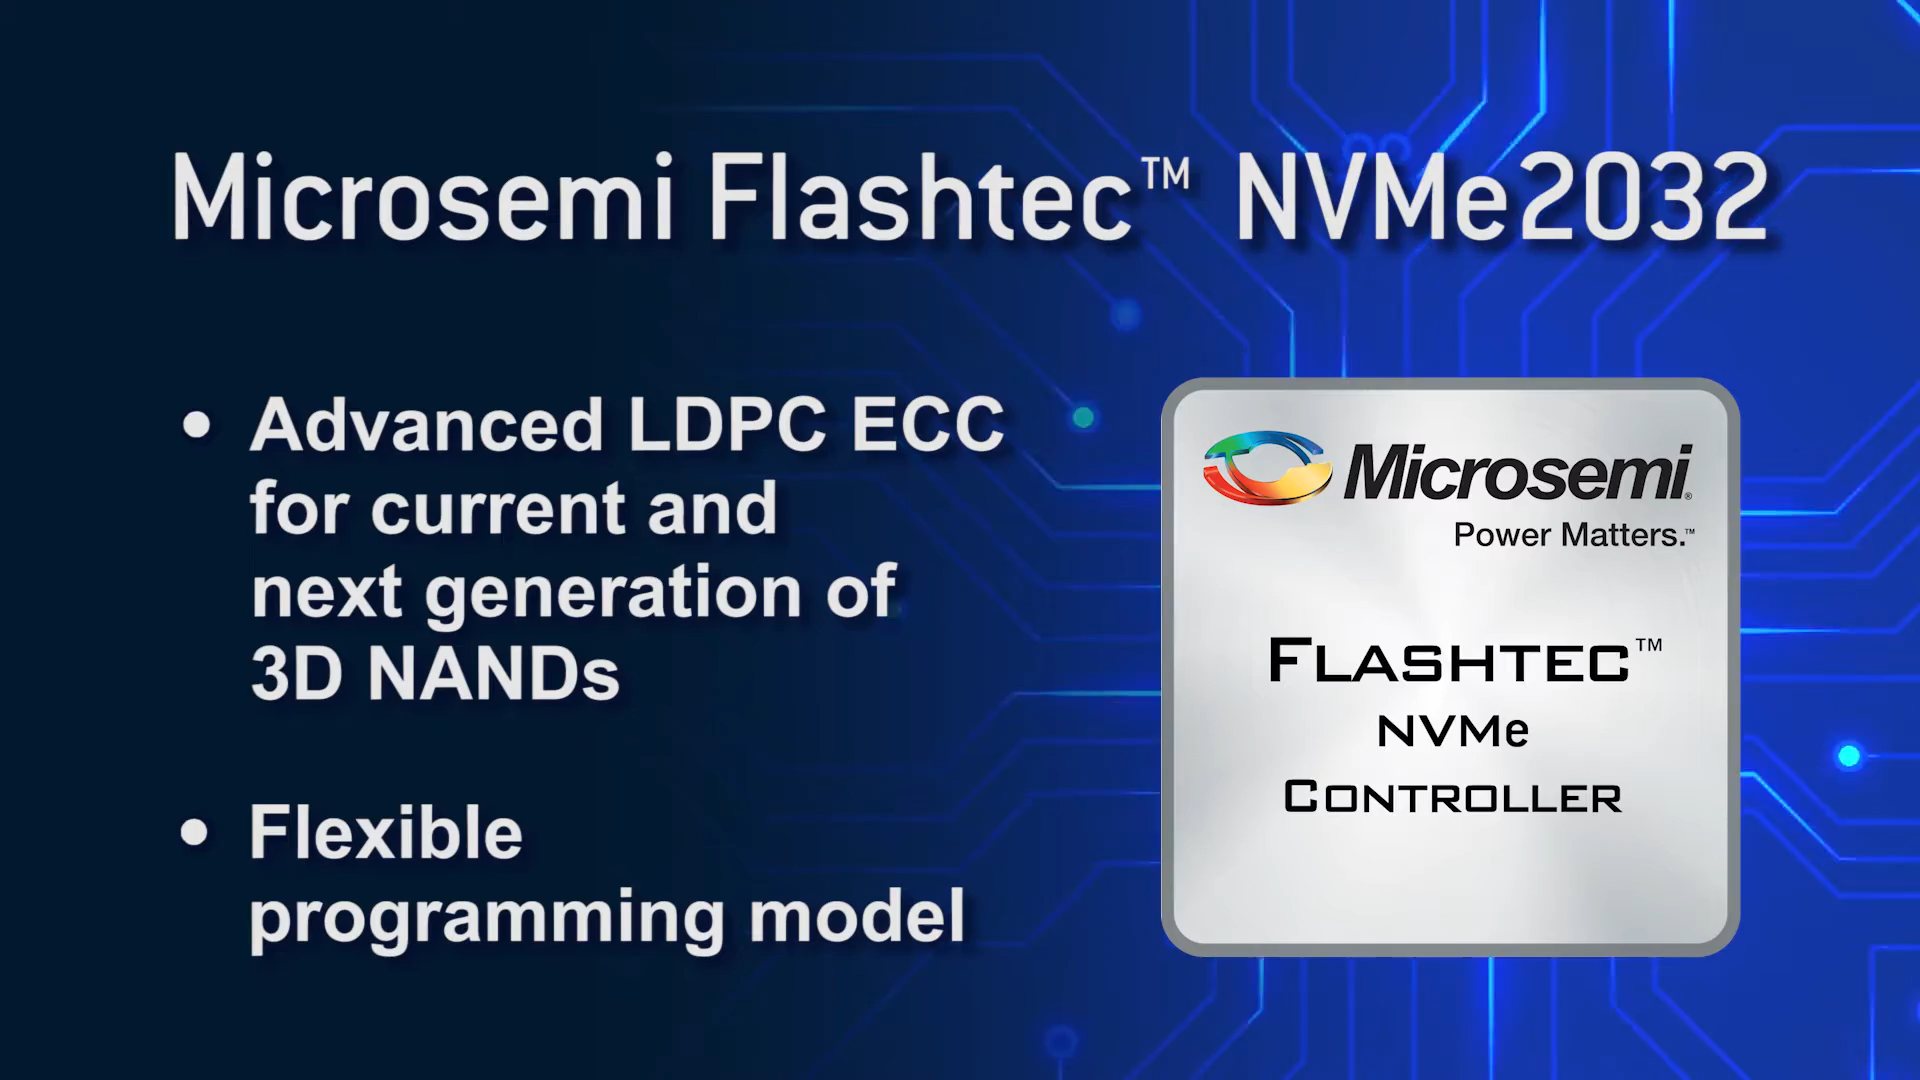 Microsemi Flashtec™ NVMe2032
• Advanced LDPC ECC
for current and
next generation of
3D NANDs
• Flexible
programming model
Microsemi®
Power Matters.™
FLASHTEC™
NVMe
CONTROLLER